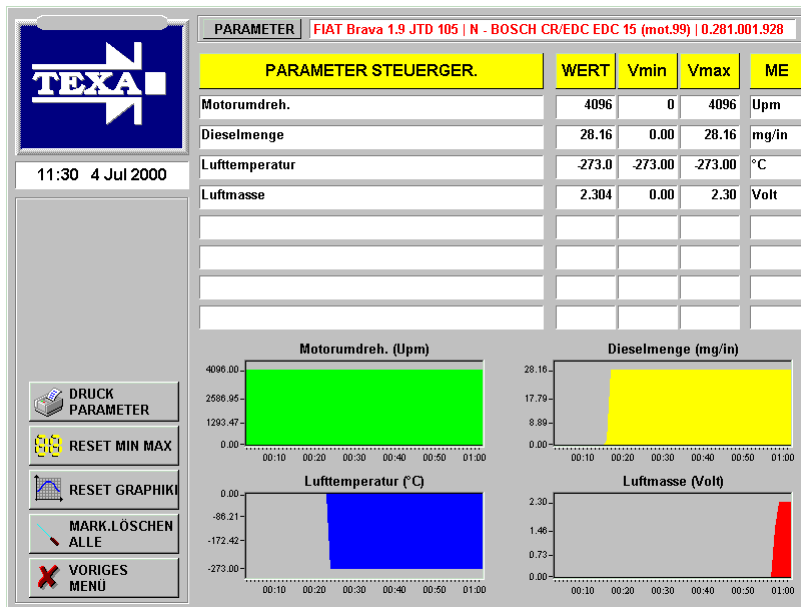 PARAMETER FIAT Brava 1.9 JTD 105 | N - BOSCH CR/EDC EDC 15 (mot.99) | 0.281.001.928
TEXA
11:30 4 Jul 2000
PARAMETER STEUERGER. WERT Vmin Vmax ME
Motorumdreh. 4096 0 4096 Upm
Dieselmenge 28.16 0.00 28.16 mg/in
Lufttemperatur -273.0 -273.00 -273.00 °C
Luftmasse 2.304 0.00 2.30 Volt
Motorumdreh. (Upm)
4096.00
2586.95
1293.47
0.00
00:10 00:20 00:30 00:40 00:50 01:00
Dieselmenge (mg/in)
28.16
17.79
8.89
0.00
00:10 00:20 00:30 00:40 00:50 01:00
Lufttemperatur (°C)
0.00
-86.21
-172.42
-273.00
00:10 00:20 00:30 00:40 00:50 01:00
Luftmasse (Volt)
2.30
1.46
0.73
0.00
00:10 00:20 00:30 00:40 00:50 01:00
DRUCK
PARAMETER
RESET MIN MAX
RESET GRAPHIKI
MARK.LÖSCHEN
ALLE
VORIGES
MENÜ